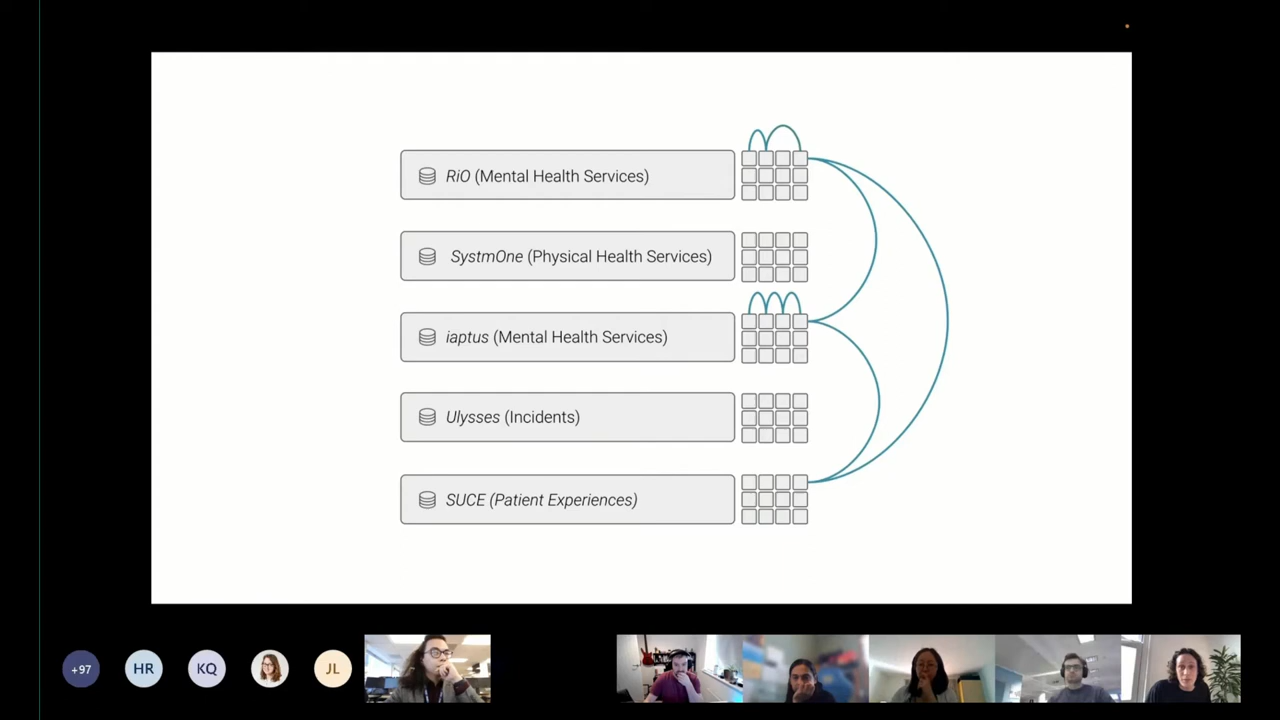 RiO (Mental Health Services)
SystmOne (Physical Health Services)
iaptus (Mental Health Services)
Ulysses (Incidents)
SUCE (Patient Experiences)
+97
HR
KQ
JL